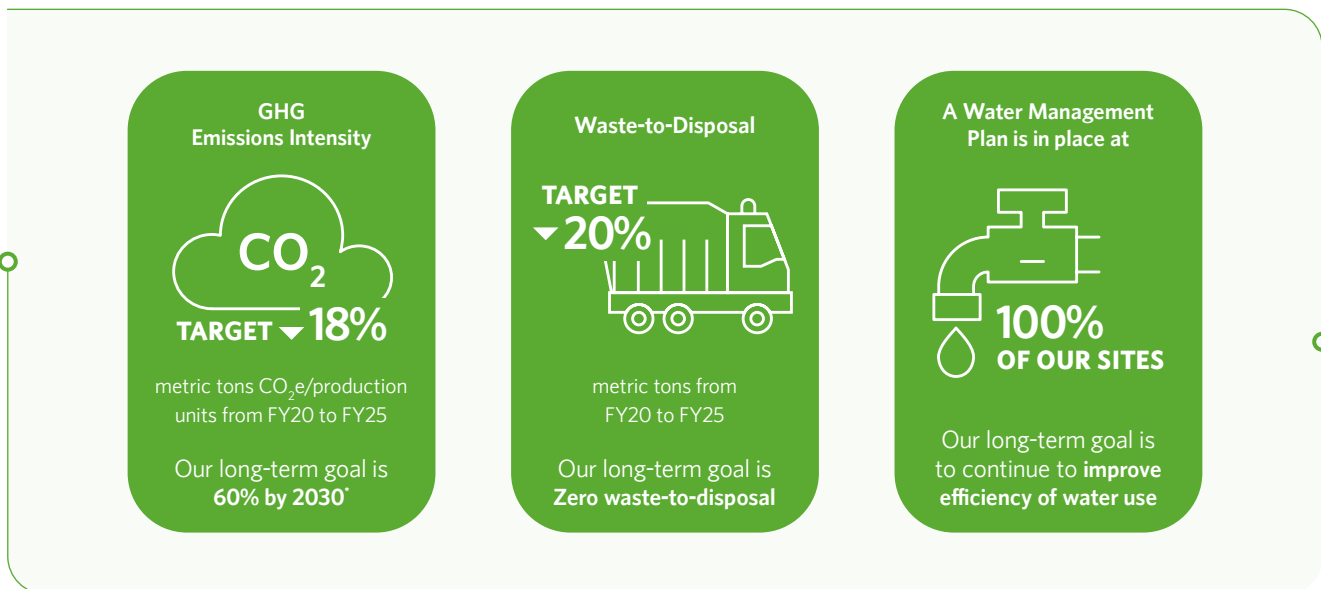 GHG
Emissions Intensity
CO₂
TARGET ▼ 18%
metric tons CO₂e/production
units from FY20 to FY25
Our long-term goal is
60% by 2030*
Waste-to-Disposal
TARGET
▼ 20%
metric tons from
FY20 to FY25
Our long-term goal is
Zero waste-to-disposal
A Water Management
Plan is in place at
100%
OF OUR SITES
Our long-term goal is
to continue to improve
efficiency of water use